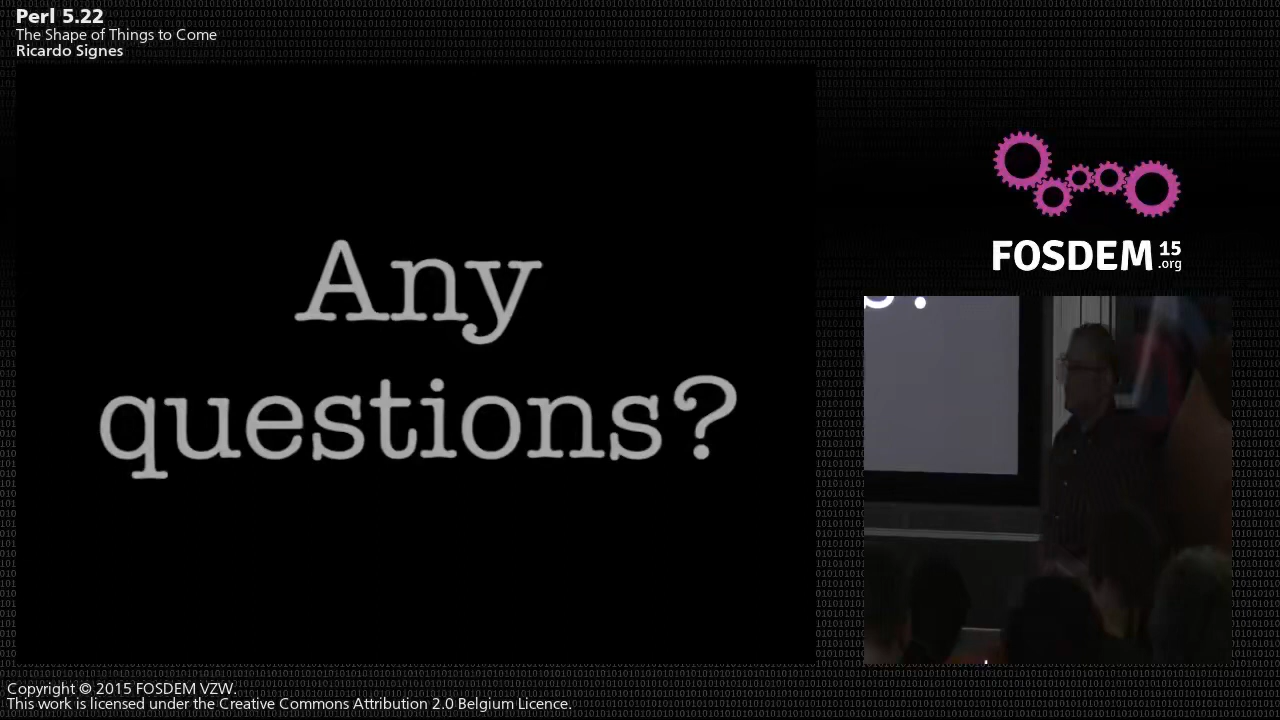 Perl 5.22
The Shape of Things to Come
Ricardo Signes
Any
questions?
FOSDEM 15
.org
Copyright © 2015 FOSDEM VZW.
This work is licensed under the Creative Commons Attribution 2.0 Belgium Licence.